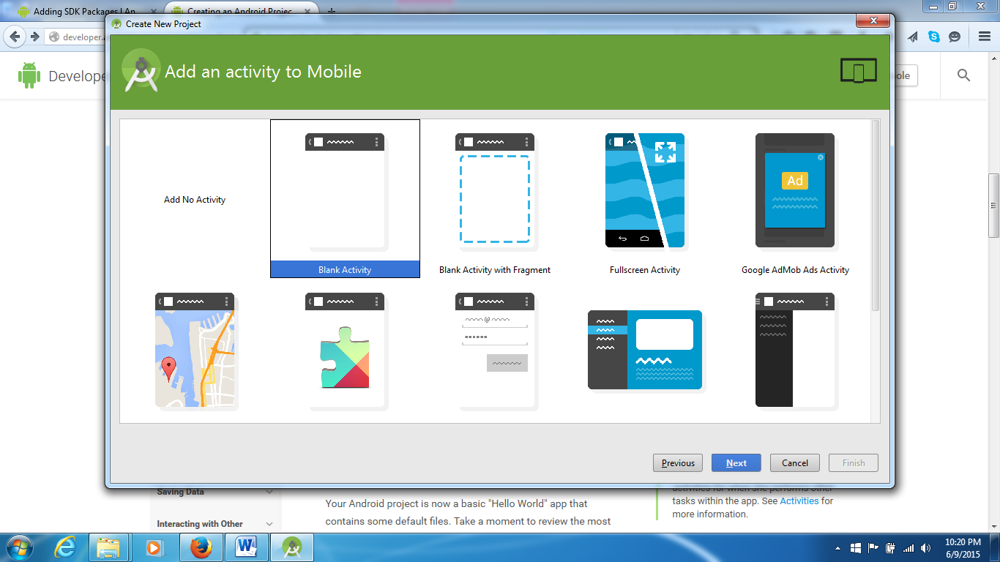 Adding SDK Packages | An
Creating an Android Projec
Create New Project
developer.a
Develope
ole
Add an activity to Mobile
Add No Activity
Blank Activity
Blank Activity with Fragment
Fullscreen Activity
Ad
Google AdMob Ads Activity
Previous
Next
Cancel
Finish
Saving Data
Interacting with Other
Your Android project is now a basic "Hello World" app that
contains some default files. Take a moment to review the most
activities for when she performs other
tasks within the app. See Activities for
more information.
10:20 PM
6/9/2015